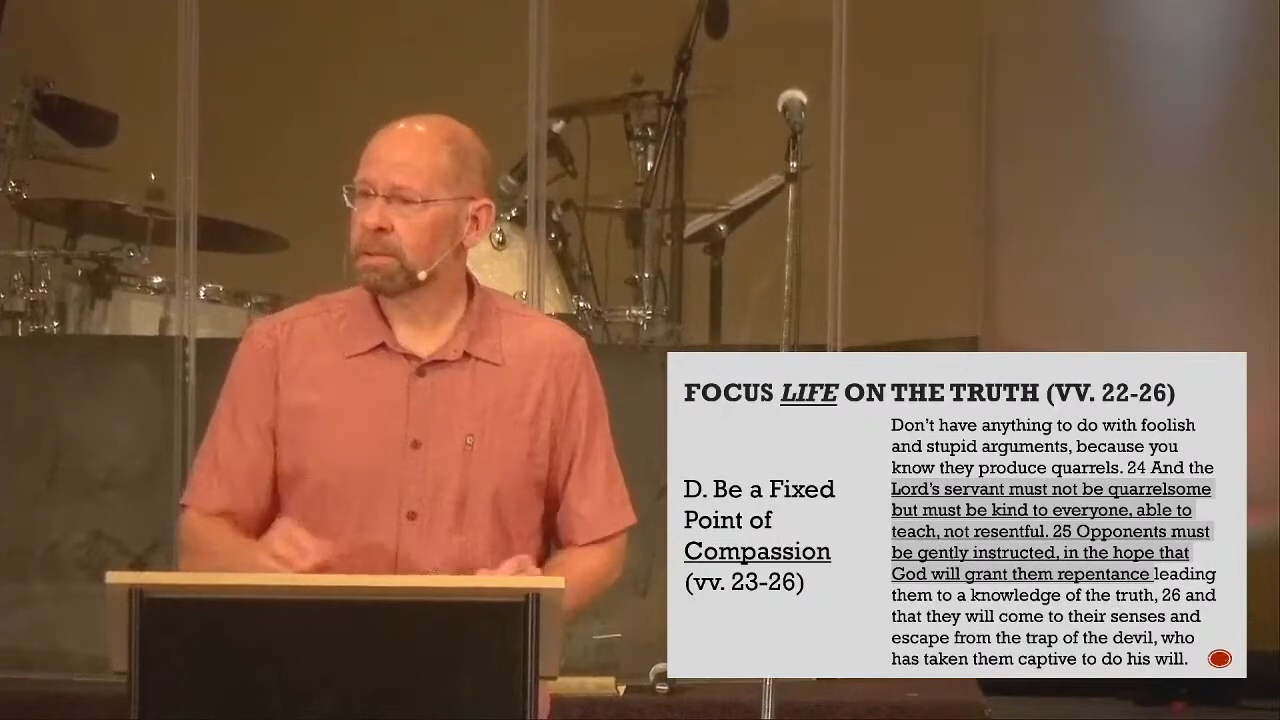 FOCUS LIFE ON THE TRUTH (VV. 22-26)
D. Be a Fixed
Point of
Compassion
(vv. 23-26)
Don't have anything to do with foolish
and stupid arguments, because you
know they produce quarrels. 24 And the
Lord's servant must not be quarrelsome
but must be kind to everyone, able to
teach, not resentful. 25 Opponents must
be gently instructed, in the hope that
God will grant them repentance leading
them to a knowledge of the truth, 26 and
that they will come to their senses and
escape from the trap of the devil, who
has taken them captive to do his will.